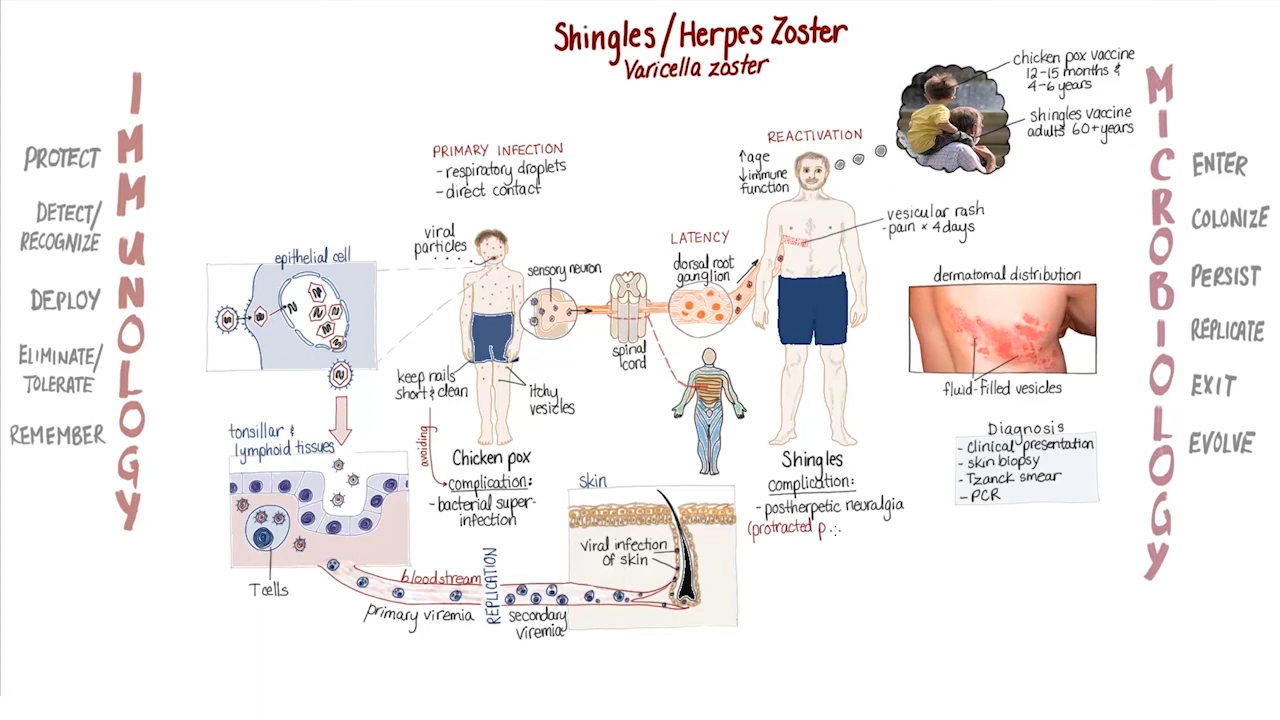 Shingles/Herpes Zoster
Varicella zoster
IMMUNOLOGY
PROTECT
DETECT/
RECOGNIZE
DEPLOY
ELIMINATE/
TOLERATE
REMEMBER
PRIMARY INFECTION
- respiratory droplets
- direct contact
viral
particles
epithelial cell
tonsillar &
lymphoid tissues
T cells
bloodstream
primary viremia
REPLICATION
secondary
viremia
skin
viral infection
of skin
keep nails
short & clean
avoiding
itchy
vesicles
Chicken pox
complication:
- bacterial super-
infection
sensory neuron
spinal
cord
LATENCY
dorsal root
ganglion
REACTIVATION
↑age
↓immune
function
chicken pox vaccine
12-15 months &
4-6 years
shingles vaccine
adults 60+years
vesicular rash
- pain × 4days
dermatomal distribution
fluid-filled vesicles
Shingles
complication:
- postherpetic neuralgia
(protracted p
Diagnosis
- Clinical presentation
- skin biopsy
- Tzanck smear
- PCR
MICROBIOLOGY
ENTER
COLONIZE
PERSIST
REPLICATE
EXIT
EVOLVE